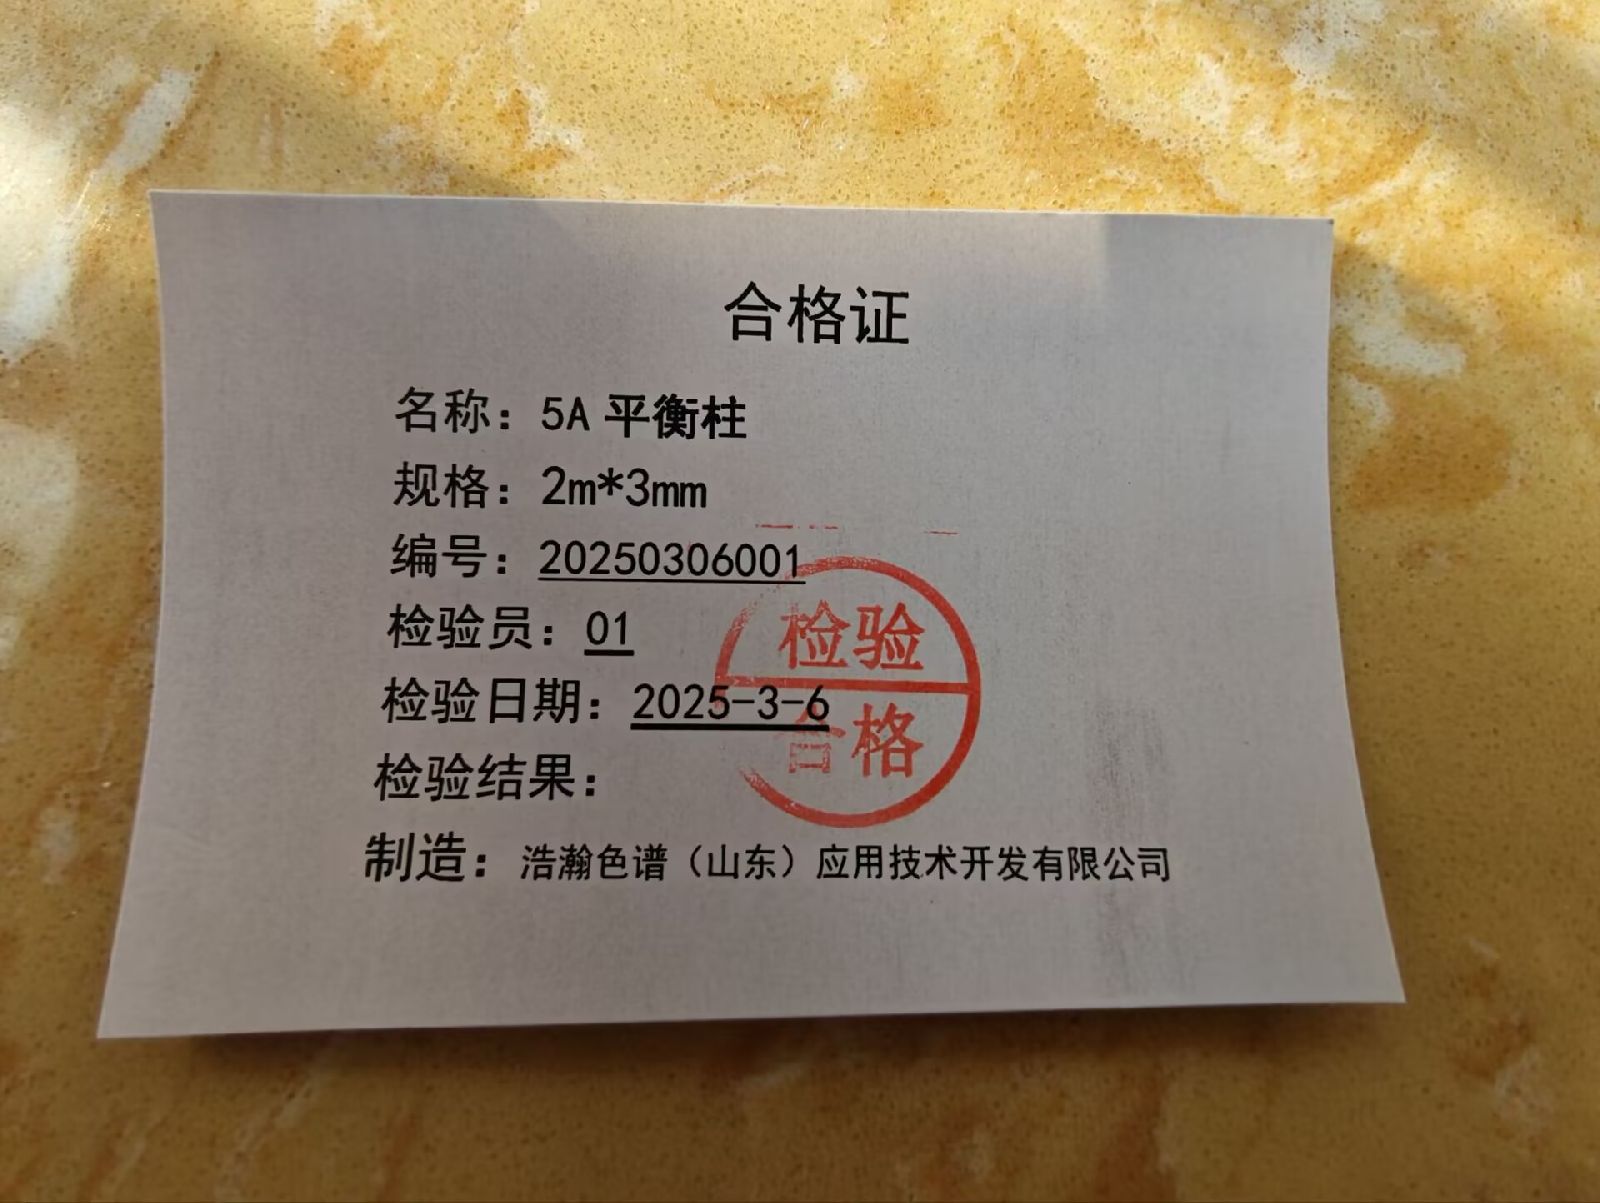 合格证
名称：5A 平衡柱
规格：2m*3mm
编号：20250306001
检验员：01
检验日期：2025-3-6
检验结果：
检验
合格
制造：浩瀚色谱（山东）应用技术开发有限公司